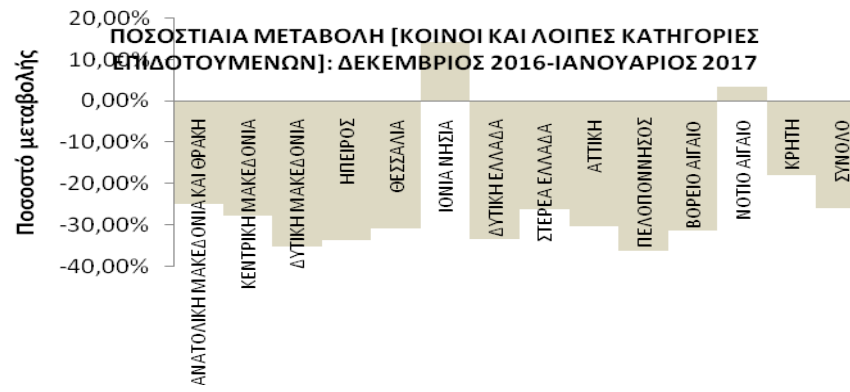 ΠΟΣΟΣΤΙΑΙΑ ΜΕΤΑΒΟΛΗ [ΚΟΙΝΟΙ ΚΑΙ ΛΟΙΠΕΣ ΚΑΤΗΓΟΡΙΕΣ
ΕΠΙΔΟΤΟΥΜΕΝΩΝ]: ΔΕΚΕΜΒΡΙΟΣ 2016-ΙΑΝΟΥΑΡΙΟΣ 2017
Ποσοστό μεταβολής
20,00%
10,00%
0,00%
-10,00%
-20,00%
-30,00%
-40,00%
ΑΝΑΤΟΛΙΚΗ ΜΑΚΕΔΟΝΙΑ ΚΑΙ ΘΡΑΚΗ
ΚΕΝΤΡΙΚΗ ΜΑΚΕΔΟΝΙΑ
ΔΥΤΙΚΗ ΜΑΚΕΔΟΝΙΑ
ΗΠΕΙΡΟΣ
ΘΕΣΣΑΛΙΑ
ΙΟΝΙΑ ΝΗΣΙΑ
ΔΥΤΙΚΗ ΕΛΛΑΔΑ
ΣΤΕΡΕΑ ΕΛΛΑΔΑ
ΑΤΤΙΚΗ
ΠΕΛΟΠΟΝΝΗΣΟΣ
ΒΟΡΕΙΟ ΑΙΓΑΙΟ
ΝΟΤΙΟ ΑΙΓΑΙΟ
ΚΡΗΤΗ
ΣΥΝΟΛΟ